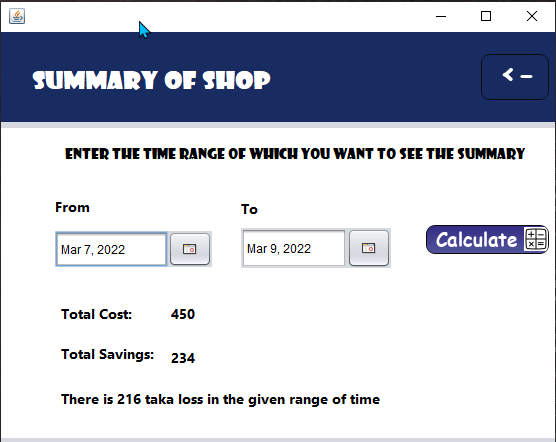 SUMMARY OF SHOP
<-
ENTER THE TIME RANGE OF WHICH YOU WANT TO SEE THE SUMMARY
From
To
Mar 7, 2022
Mar 9, 2022
Calculate
Total Cost: 450
Total Savings: 234
There is 216 taka loss in the given range of time